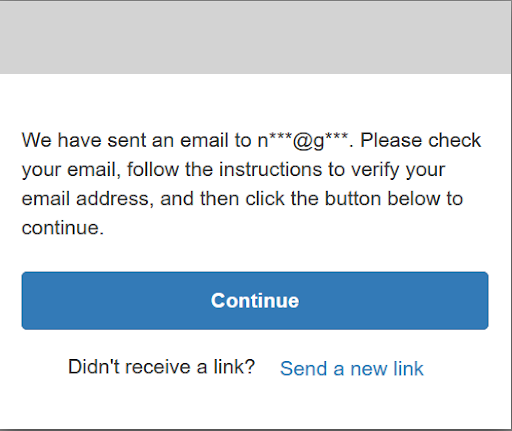 We have sent an email to n***@g***. Please check
your email, follow the instructions to verify your
email address, and then click the button below to
continue.
Continue
Didn't receive a link? Send a new link